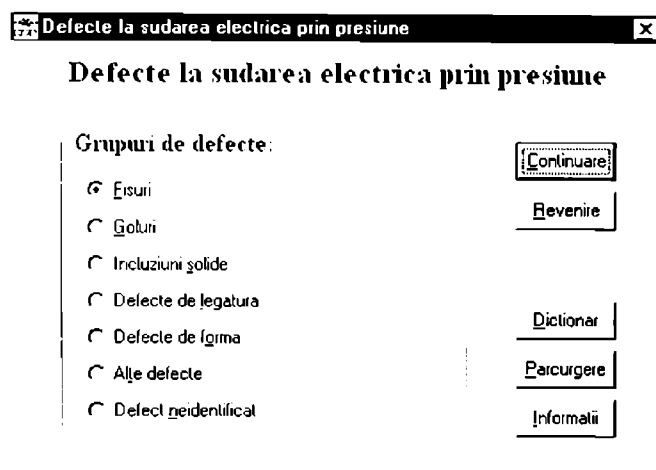 Defecte la sudarea electrica prin presiune
Defecte la sudarea electrica prin presiune
Grupuri de defecte:
Fisuri
Goluri
Incluziuni solide
Defecte de legatura
Defecte de forma
Alte defecte
Defect neidentificat
Continuare
Revenire
Dictionar
Parcurgere
Informatii